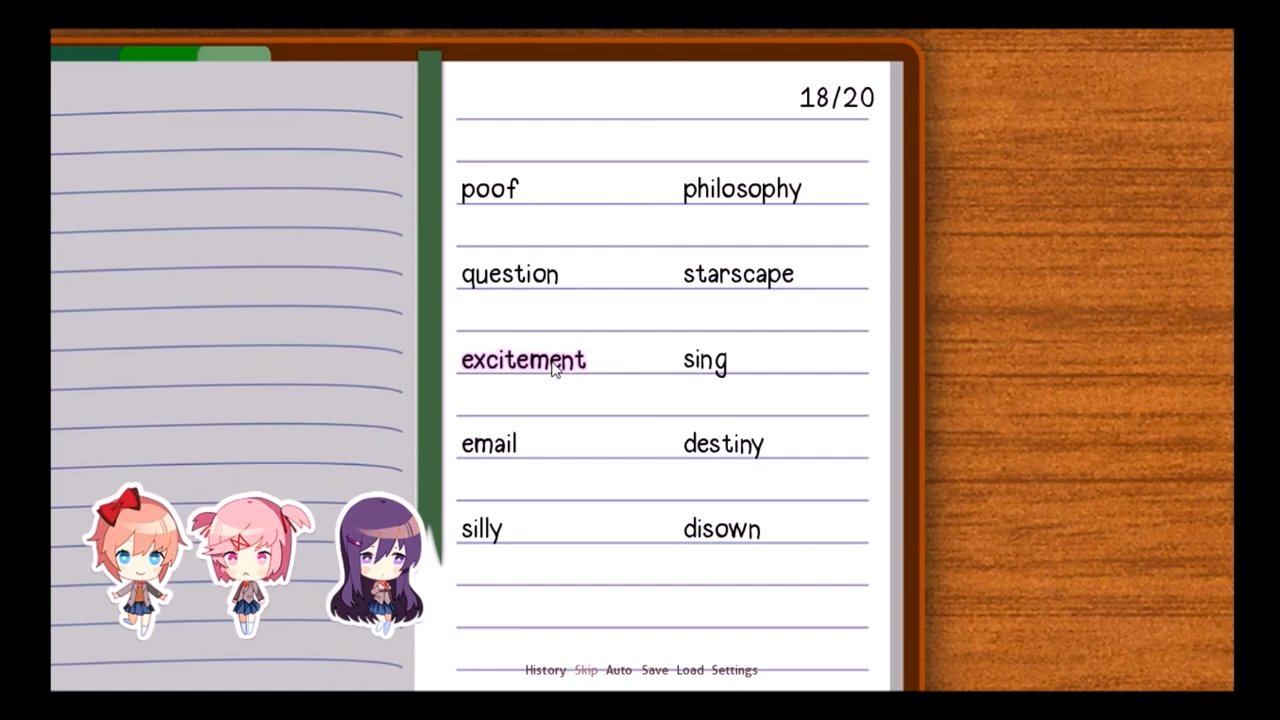 18/20
poof philosophy
question starscape
excitement sing
email destiny
silly disown
History Skip Auto Save Load Settings